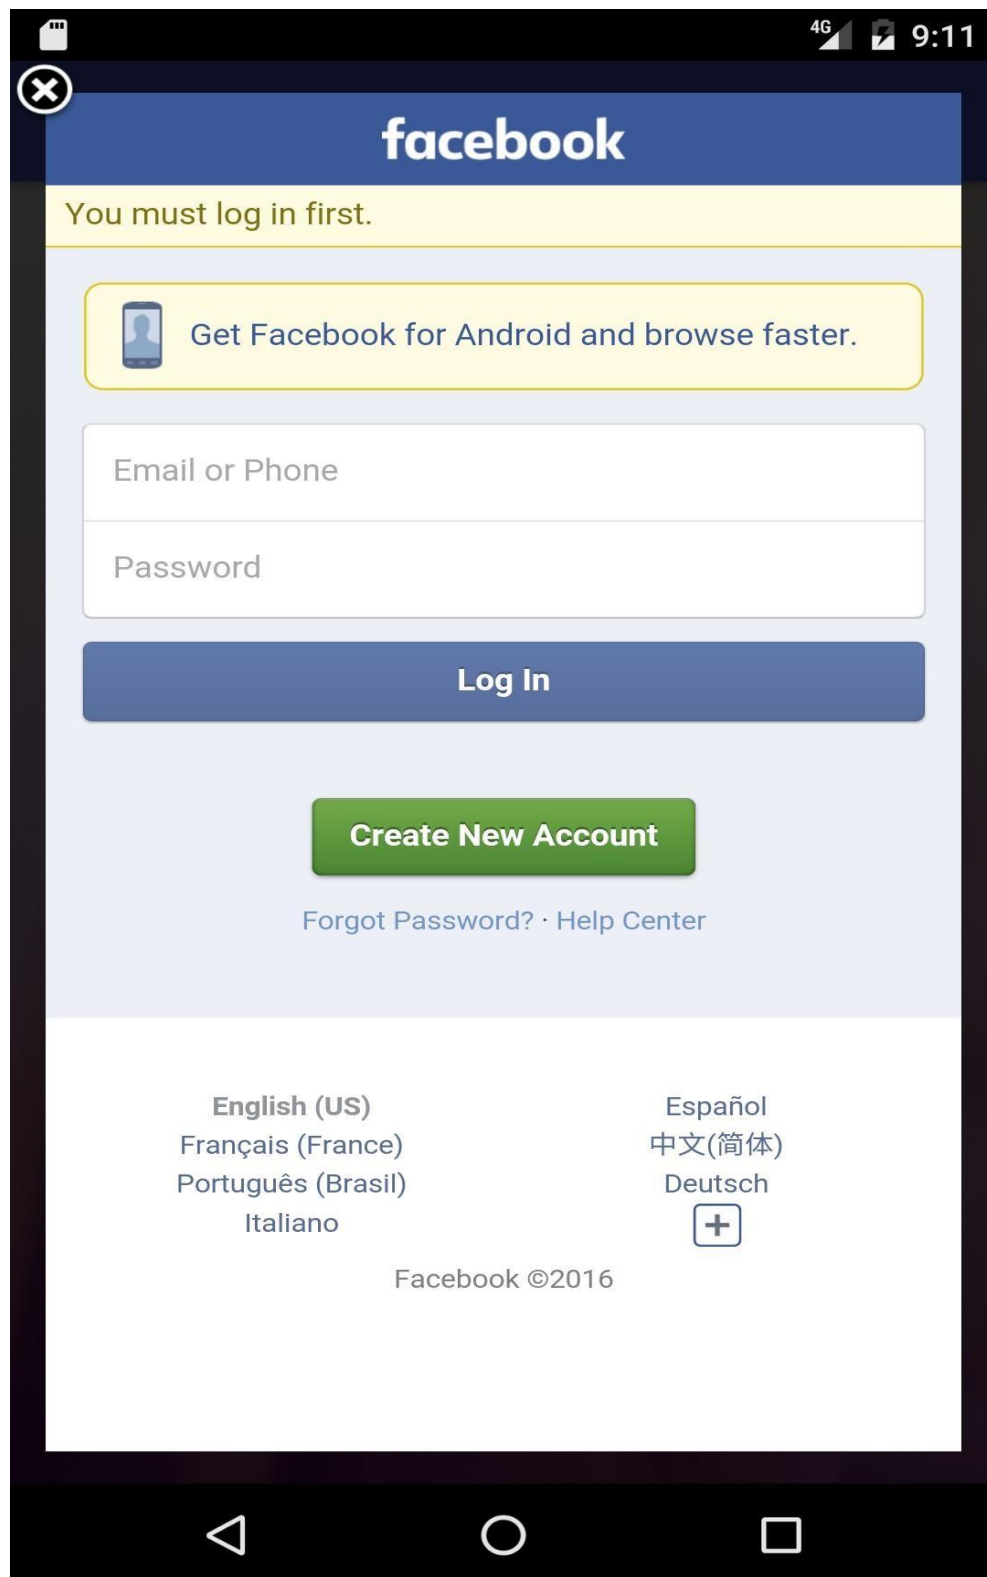 4G 9:11
facebook
You must log in first.
Get Facebook for Android and browse faster.
Email or Phone
Password
Log In
Create New Account
Forgot Password? · Help Center
English (US)
Español
Français (France)
中文(简体)
Português (Brasil)
Deutsch
Italiano
Facebook ©2016